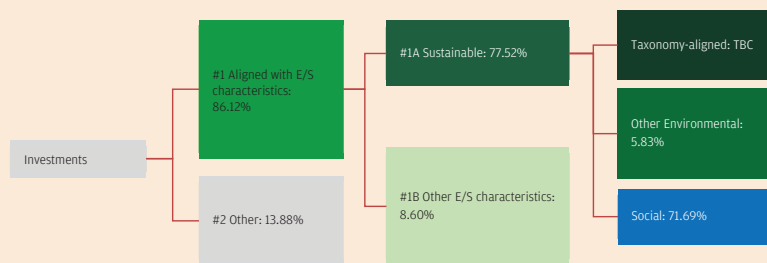 Investments
#1 Aligned with E/S
characteristics:
86.12%
#2 Other: 13.88%
#1A Sustainable: 77.52%
#1B Other E/S characteristics:
8.60%
Taxonomy-aligned: TBC
Other Environmental:
5.83%
Social: 71.69%